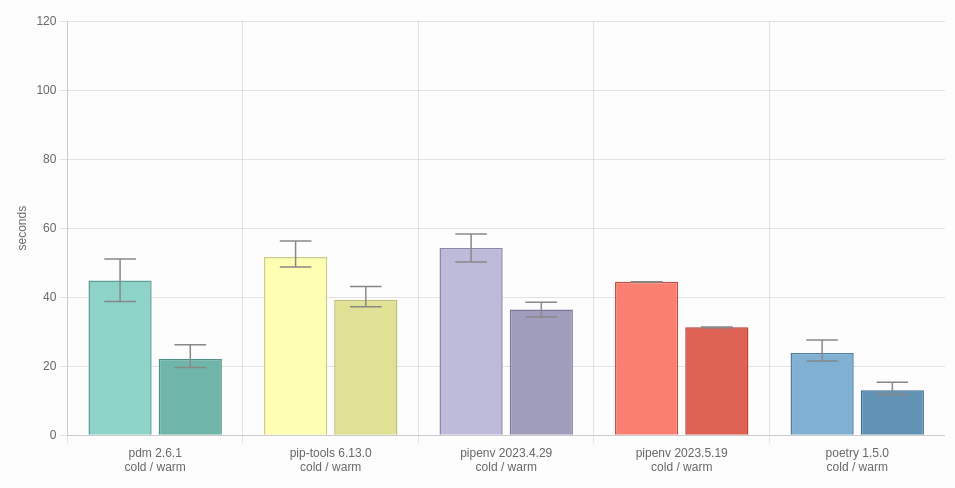 120
100
80
60
40
20
0
seconds
pdm 2.6.1
cold / warm
pip-tools 6.13.0
cold / warm
pipenv 2023.4.29
cold / warm
pipenv 2023.5.19
cold / warm
poetry 1.5.0
cold / warm